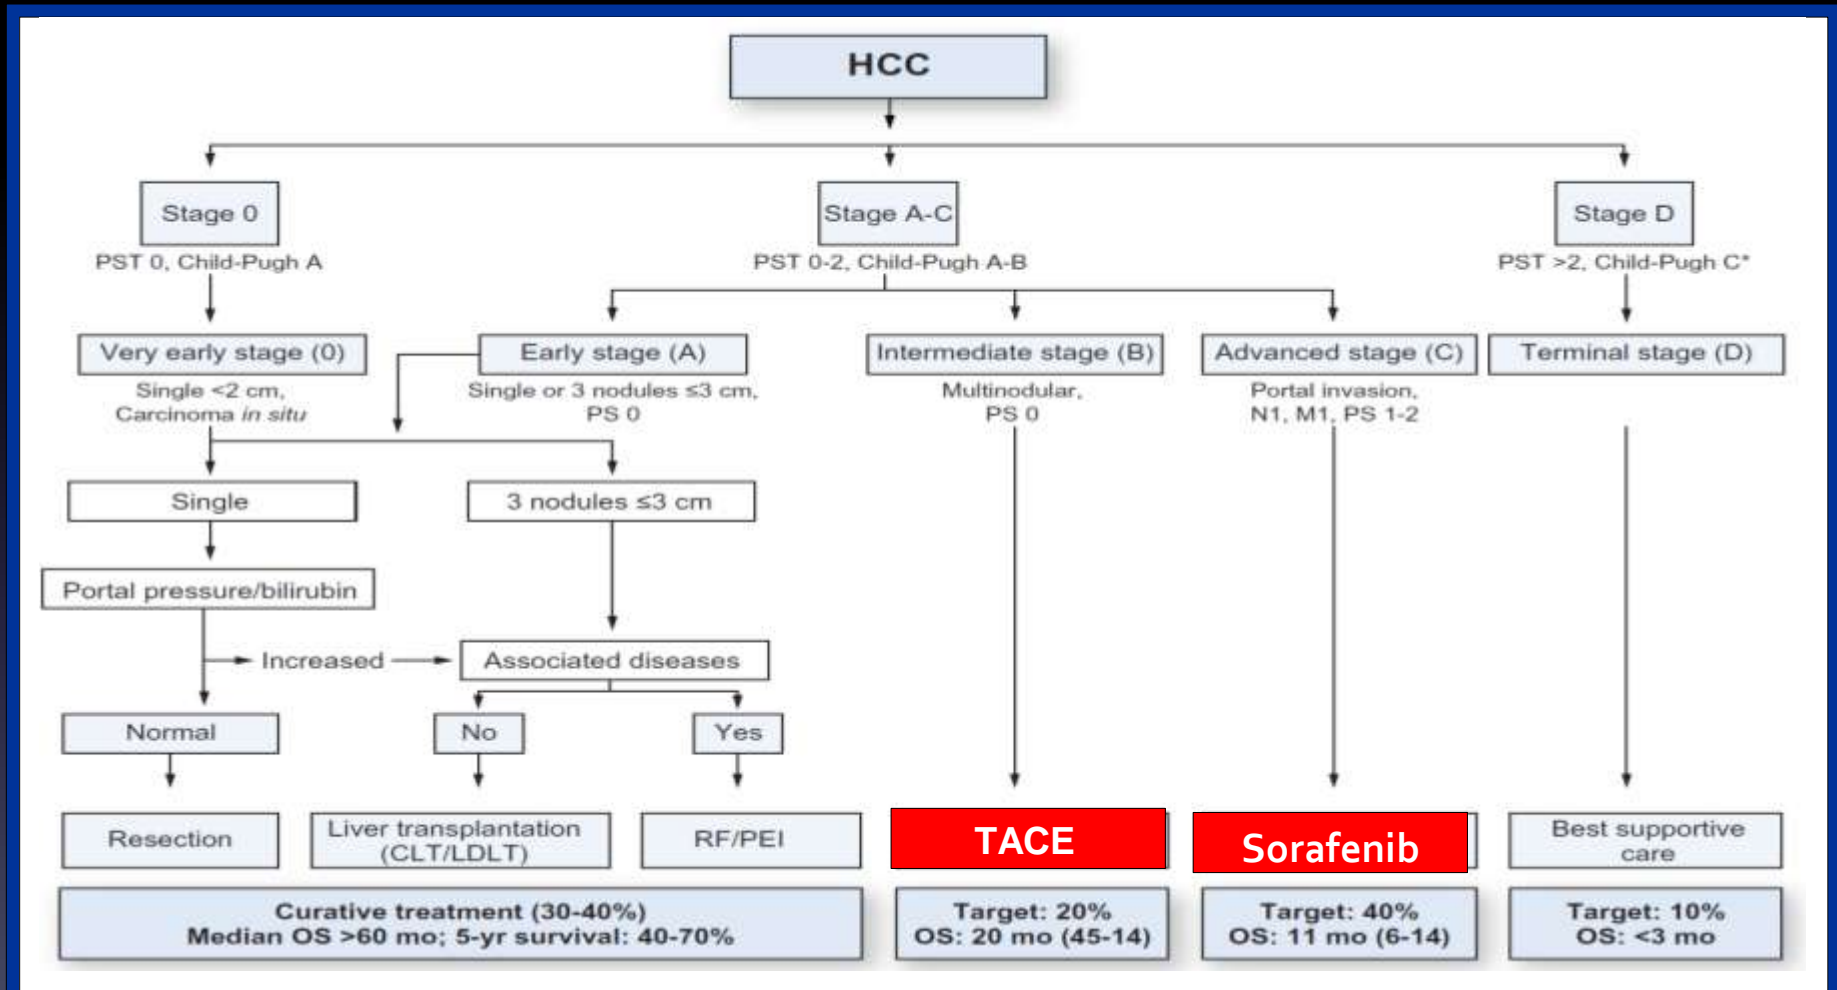 HCC
Stage 0
Stage A-C
Stage D
PST 0, Child-Pugh A
PST 0-2, Child-Pugh A-B
PST >2, Child-Pugh C*
Very early stage (0)
Early stage (A)
Intermediate stage (B)
Advanced stage (C)
Terminal stage (D)
Single <2 cm,
Carcinoma in situ
Single or 3 nodules ≤3 cm,
PS 0
Multinodular,
PS 0
Portal invasion,
N1, M1, PS 1-2
Single
3 nodules ≤3 cm
Portal pressure/bilirubin
Increased
Associated diseases
Normal
No
Yes
Resection
Liver transplantation
(CLT/LDLT)
RF/PEI
TACE
Sorafenib
Best supportive
care
Curative treatment (30-40%)
Median OS >60 mo; 5-yr survival: 40-70%
Target: 20%
OS: 20 mo (45-14)
Target: 40%
OS: 11 mo (6-14)
Target: 10%
OS: <3 mo